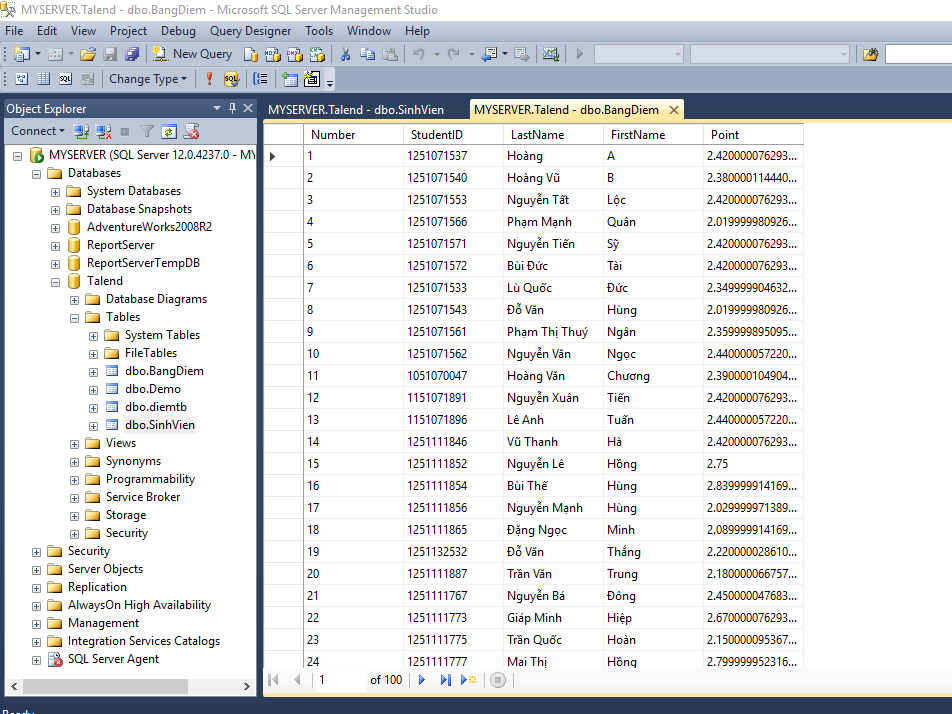 MYSERVER.Talend - dbo.BangDiem - Microsoft SQL Server Management Studio
File Edit View Project Debug Query Designer Tools Window Help
New Query
Change Type
Object Explorer
Connect
MYSERVER (SQL Server 12.0.4237.0 - MY
Databases
System Databases
Database Snapshots
AdventureWorks2008R2
ReportServer
ReportServerTempDB
Talend
Database Diagrams
Tables
System Tables
FileTables
dbo.BangDiem
dbo.Demo
dbo.diemtb
dbo.SinhVien
Views
Synonyms
Programmability
Service Broker
Storage
Security
Security
Server Objects
Replication
AlwaysOn High Availability
Management
Integration Services Catalogs
SQL Server Agent
MYSERVER.Talend - dbo.SinhVien MYSERVER.Talend - dbo.BangDiem
Number StudentID LastName FirstName Point
1 1251071537 Hoàng A 2.420000076293...
2 1251071540 Hoàng Vũ B 2.380000114440...
3 1251071553 Nguyễn Tất Lộc 2.420000076293...
4 1251071566 Phạm Mạnh Quân 2.019999980926...
5 1251071571 Nguyễn Tiến Sỹ 2.420000076293...
6 1251071572 Bùi Đức Tài 2.420000076293...
7 1251071533 Lù Quốc Đức 2.349999904632...
8 1251071543 Đỗ Văn Hùng 2.019999980926...
9 1251071561 Phạm Thị Thuý Ngân 2.359999895095...
10 1251071562 Nguyễn Văn Ngọc 2.440000057220...
11 1051070047 Hoàng Văn Chương 2.390000104904...
12 1151071891 Nguyễn Xuân Tiến 2.420000076293...
13 1151071896 Lê Anh Tuấn 2.440000057220...
14 1251111846 Vũ Thanh Hà 2.420000076293...
15 1251111852 Nguyễn Lê Hồng 2.75
16 1251111854 Bùi Thế Hùng 2.839999914169...
17 1251111856 Nguyễn Mạnh Hùng 2.029999971389...
18 1251111865 Đặng Ngọc Minh 2.089999914169...
19 1251132532 Đỗ Văn Thắng 2.220000028610...
20 1251111887 Trần Văn Trung 2.180000066757...
21 1251111767 Nguyễn Bá Đông 2.450000047683...
22 1251111773 Giáp Minh Hiệp 2.670000076293...
23 1251111775 Trần Quốc Hoàn 2.150000095367...
24 1251111777 Mai Thị Hồng 2.799999952316...
1 of 100